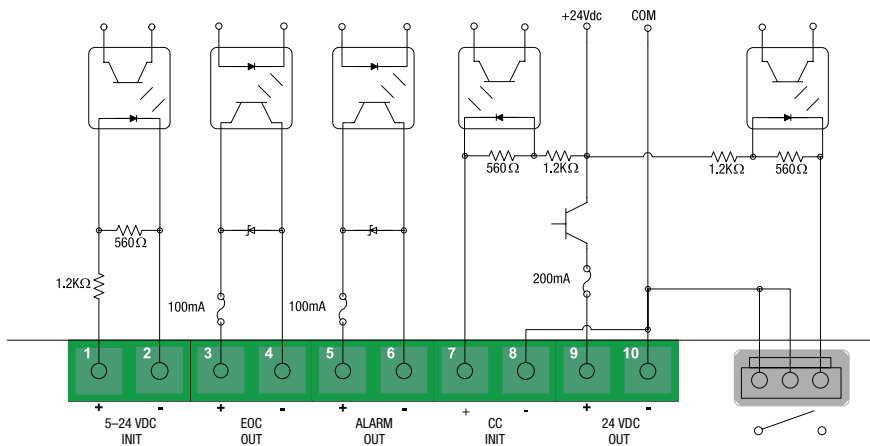 +24Vdc COM
560Ω 1.2KΩ 1.2KΩ 560Ω
560Ω
1.2KΩ
100mA 100mA 200mA
1 2 3 4 5 6 7 8 9 10
+ - + - + - + - + -
5–24 VDC EOC ALARM CC 24 VDC
INIT OUT OUT INIT OUT